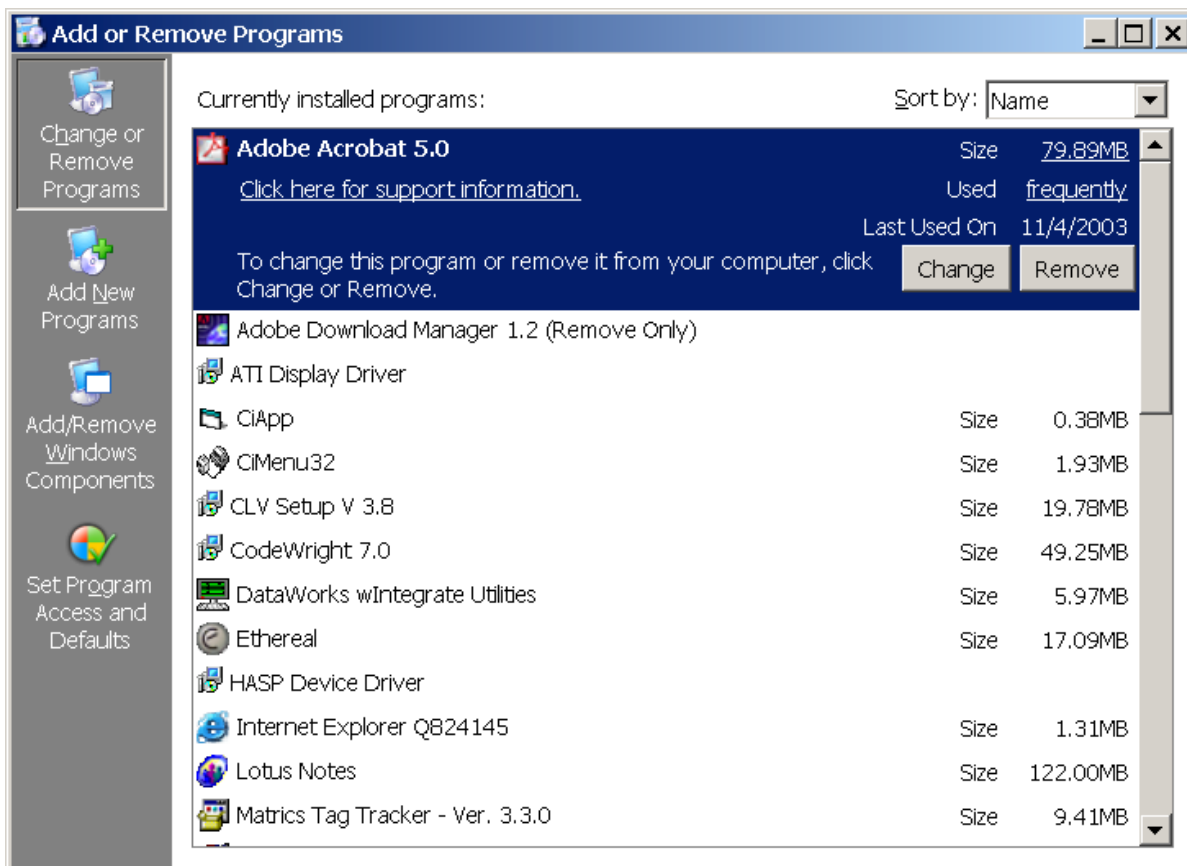 Add or Remove Programs
Change or
Remove
Programs
Add New
Programs
Add/Remove
Windows
Components
Set Program
Access and
Defaults
Currently installed programs:
Sort by: Name
Adobe Acrobat 5.0 Size 79.89MB
Click here for support information. Used frequently
Last Used On 11/4/2003
To change this program or remove it from your computer, click
Change or Remove.
Change Remove
Adobe Download Manager 1.2 (Remove Only)
ATI Display Driver
CiApp Size 0.38MB
CiMenu32 Size 1.93MB
CLV Setup V 3.8 Size 19.78MB
CodeWright 7.0 Size 49.25MB
DataWorks wIntegrate Utilities Size 5.97MB
Ethereal Size 17.09MB
HASP Device Driver
Internet Explorer Q824145 Size 1.31MB
Lotus Notes Size 122.00MB
Matrics Tag Tracker - Ver. 3.3.0 Size 9.41MB